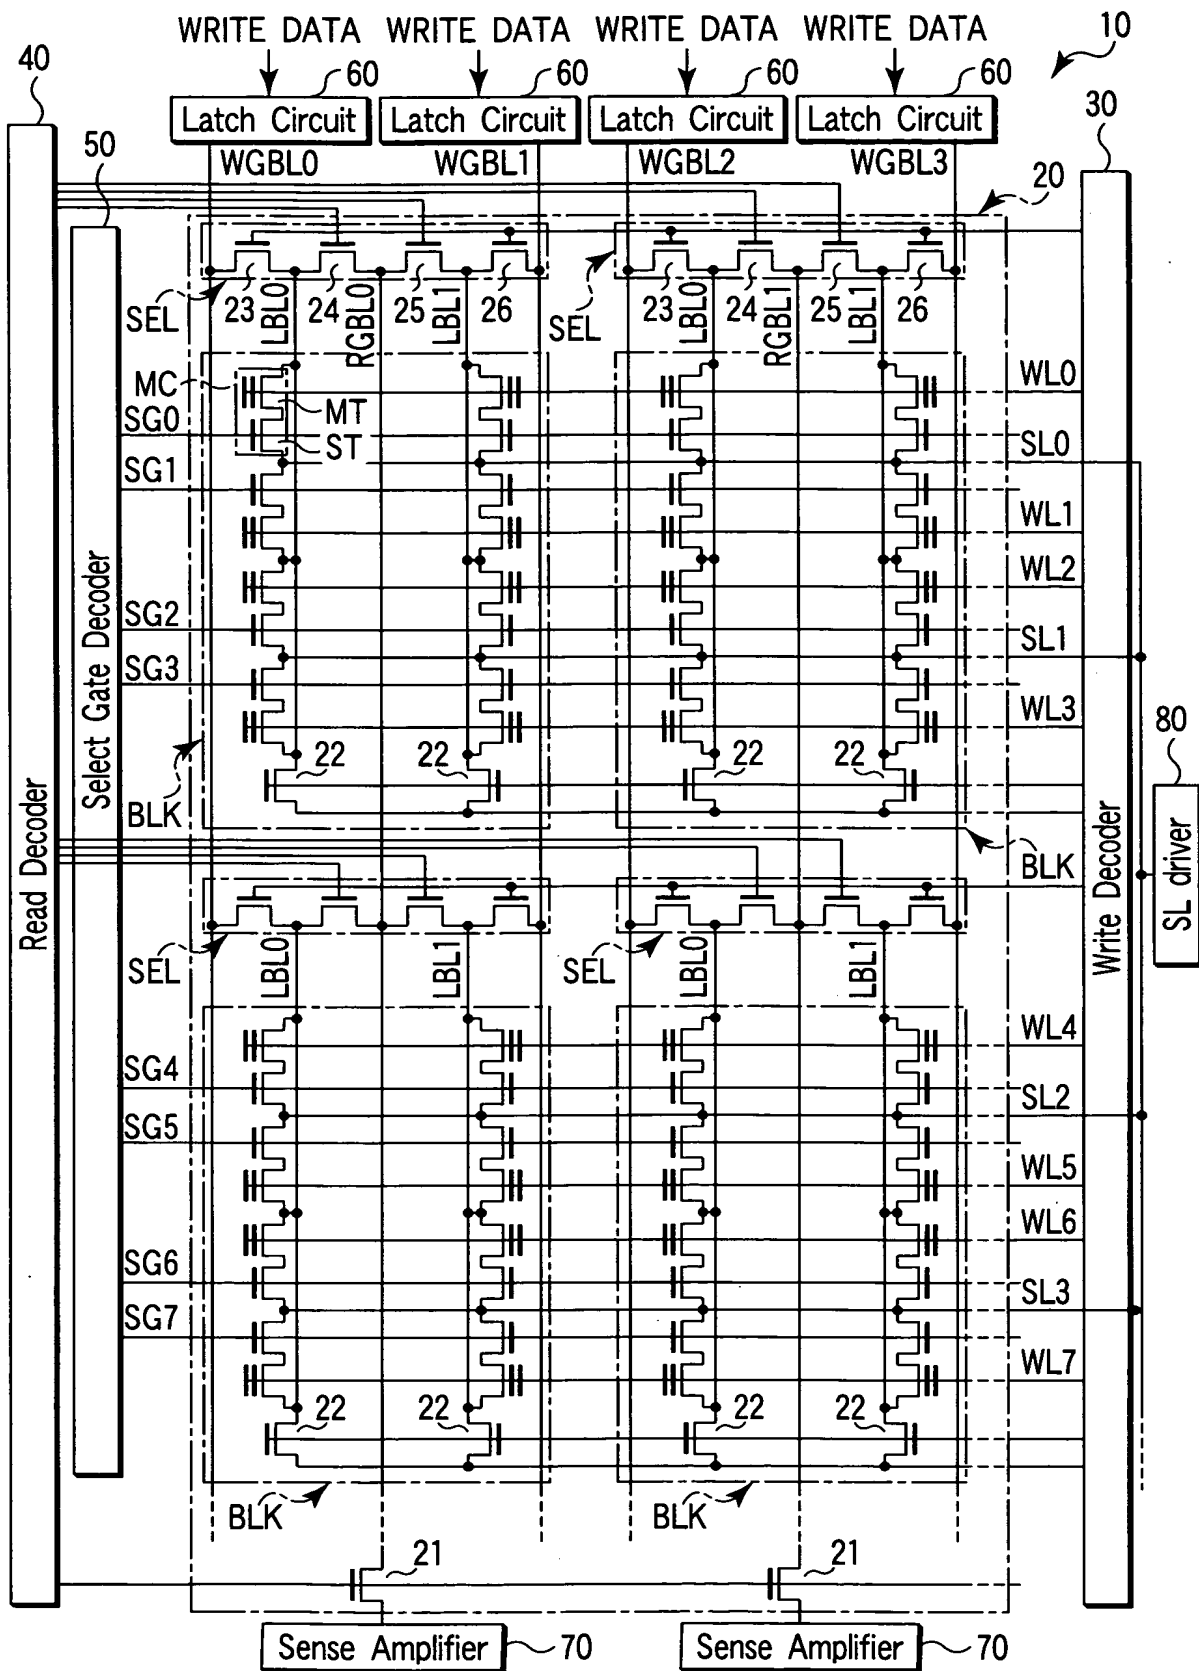 WRITE DATA WRITE DATA WRITE DATA WRITE DATA
10
40 60 60 60 60
Latch Circuit Latch Circuit Latch Circuit Latch Circuit
30
50 WGBL0 WGBL1 WGBL2 WGBL3
20
SEL 23 LBL0 24 RGBL0 25 LBL1 26 SEL 23 LBL0 24 RGBL1 25 LBL1 26
MC MT WL0
SG0 ST SL0
SG1
WL1
WL2
SG2 SL1
SG3
WL3
80
22 22 22 22
BLK BLK
Read Decoder
Select Gate Decoder
Write Decoder
SL driver
SEL LBL0 LBL1 SEL LBL0 LBL1
WL4
SG4 SL2
SG5
WL5
WL6
SG6 SL3
SG7
WL7
22 22 22 22
BLK BLK
21 21
Sense Amplifier 70 Sense Amplifier 70